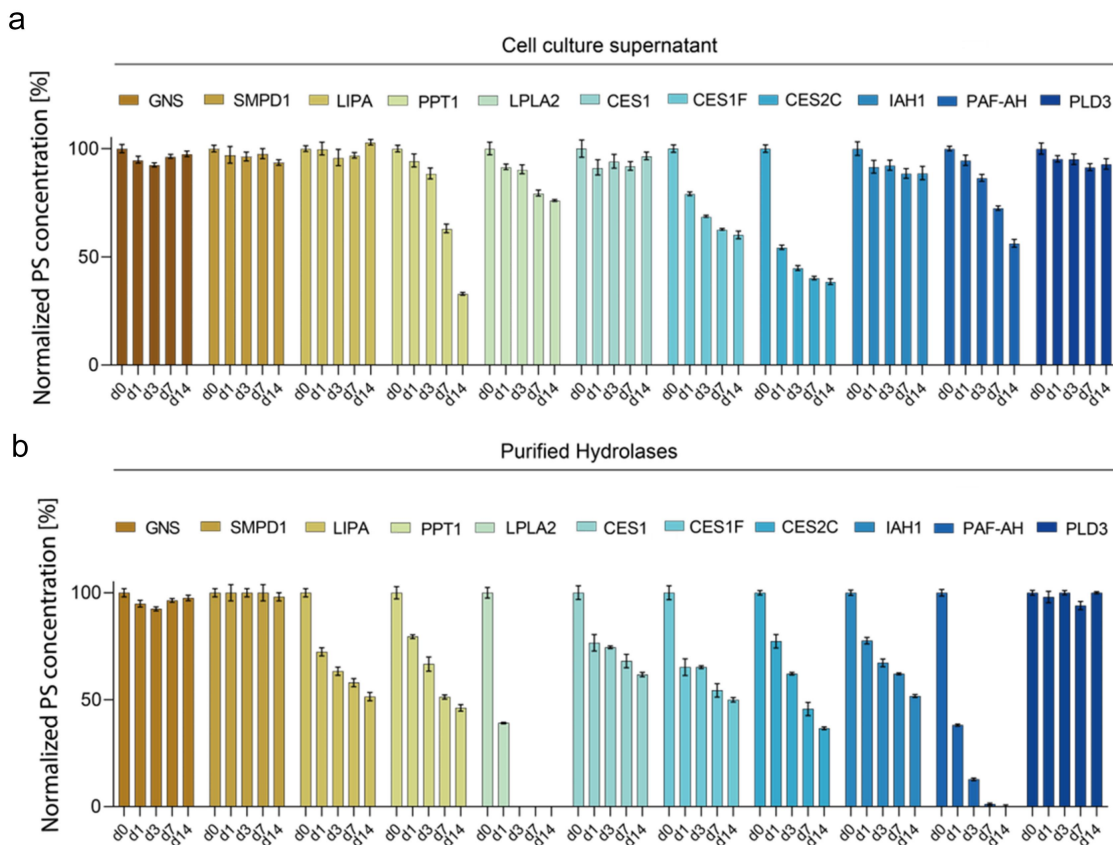 a
Cell culture supernatant
GNS SMPD1 LIPA PPT1 LPLA2 CES1 CES1F CES2C IAH1 PAF-AH PLD3
Normalized PS concentration [%]
100
50
0
d0 d1 d3 d7 d14 d0 d1 d3 d7 d14 d0 d1 d3 d7 d14 d0 d1 d3 d7 d14 d0 d1 d3 d7 d14 d0 d1 d3 d7 d14 d0 d1 d3 d7 d14 d0 d1 d3 d7 d14 d0 d1 d3 d7 d14 d0 d1 d3 d7 d14 d0 d1 d3 d7 d14
b
Purified Hydrolases
GNS SMPD1 LIPA PPT1 LPLA2 CES1 CES1F CES2C IAH1 PAF-AH PLD3
Normalized PS concentration [%]
100
50
0
d0 d1 d3 d7 d14 d0 d1 d3 d7 d14 d0 d1 d3 d7 d14 d0 d1 d3 d7 d14 d0 d1 d3 d7 d14 d0 d1 d3 d7 d14 d0 d1 d3 d7 d14 d0 d1 d3 d7 d14 d0 d1 d3 d7 d14 d0 d1 d3 d7 d14 d0 d1 d3 d7 d14